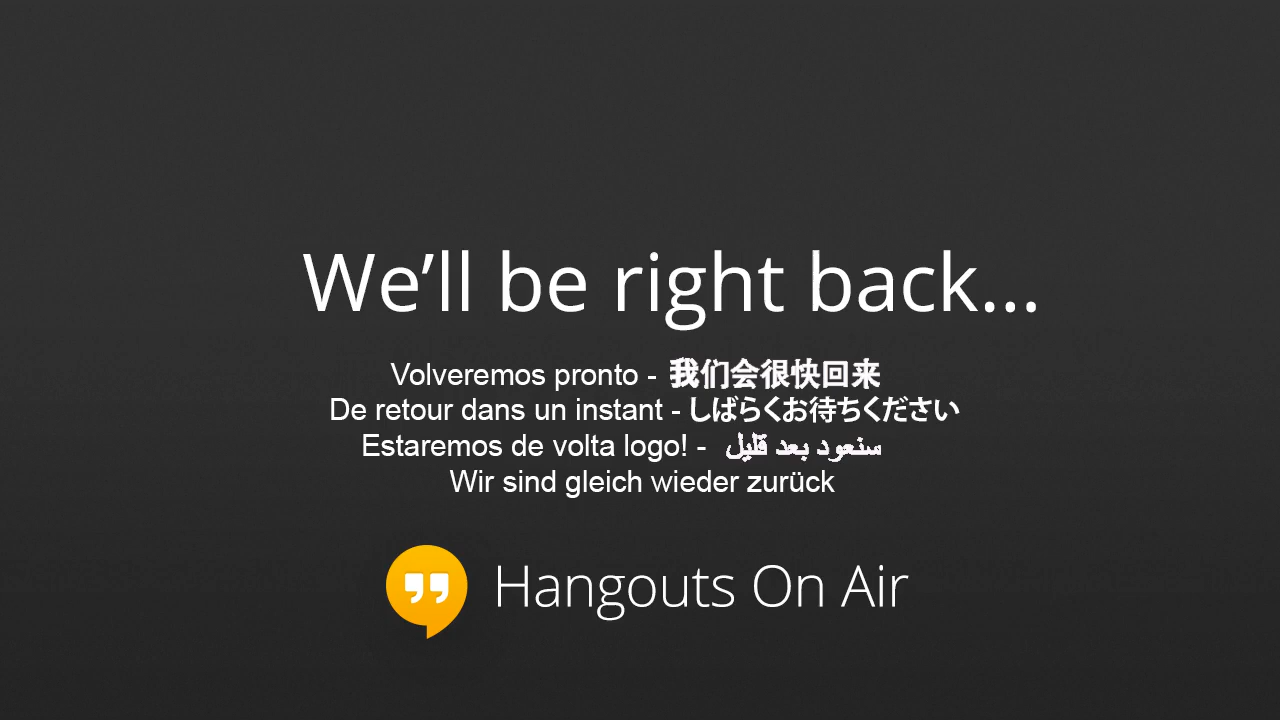 We’ll be right back...
Volveremos pronto - 我们会很快回来
De retour dans un instant - しばらくお待ちください
Estaremos de volta logo! - سنعود بعد قليل
Wir sind gleich wieder zurück
Hangouts On Air